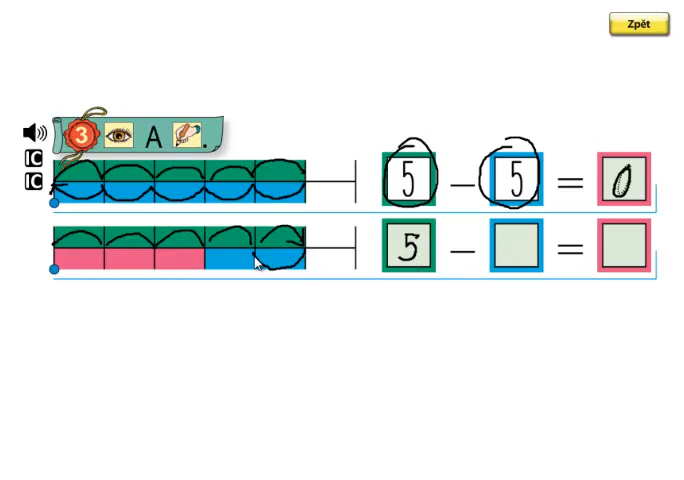 Zpět
3 A .
5 – 5 = 0
5 – =